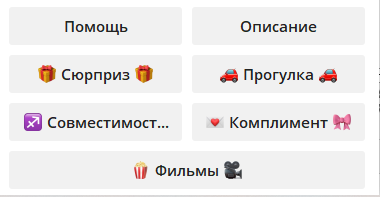 Помощь
Описание
🎁 Сюрприз 🎁
🚗 Прогулка 🚗
♐ Совместимост...
💌 Комплимент 🎀
🍿 Фильмы 🎥